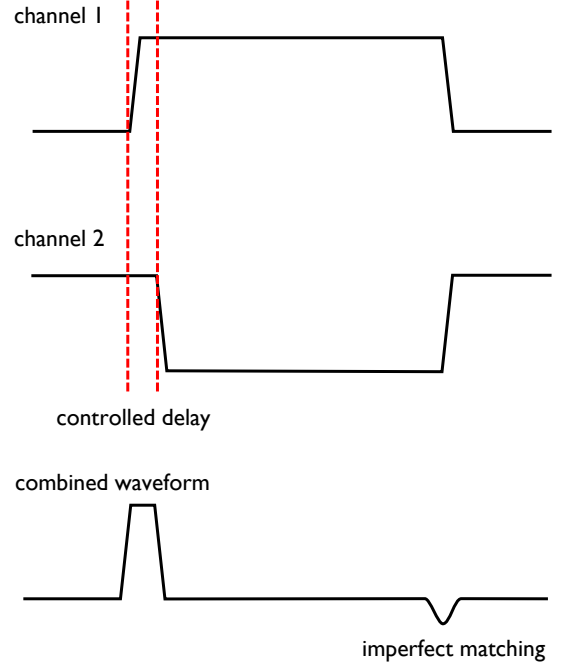 channel 1
channel 2
controlled delay
combined waveform
imperfect matching